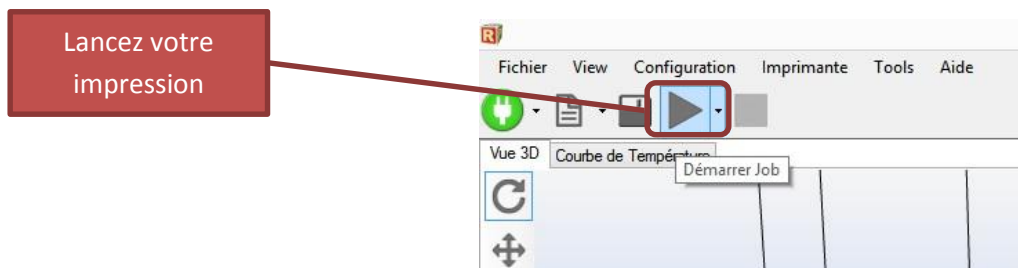 Lancez votre
impression
R
Fichier View Configuration Imprimante Tools Aide
Vue 3D Courbe de Température
Démarrer Job